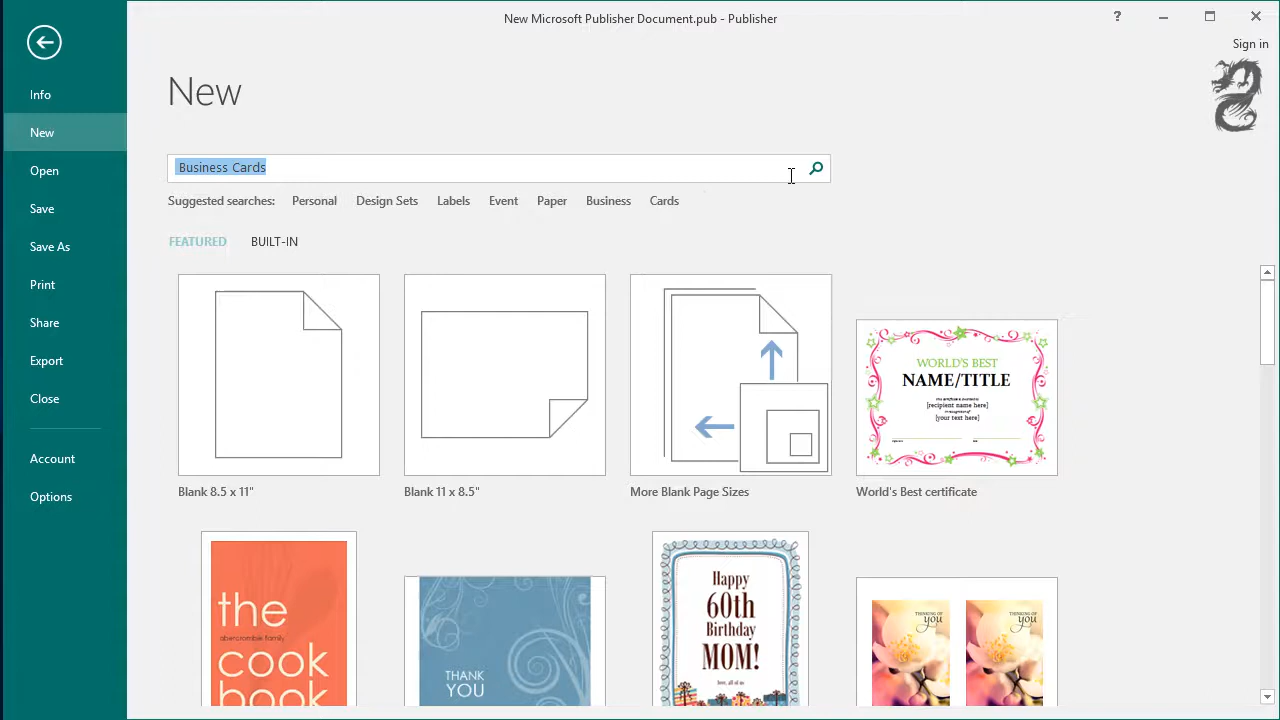 New Microsoft Publisher Document.pub - Publisher
?
Sign in
Info
New
Open
Save
Save As
Print
Share
Export
Close
Account
Options
New
Business Cards
Suggested searches: Personal Design Sets Labels Event Paper Business Cards
FEATURED BUILT-IN
WORLD'S BEST
NAME/TITLE
[recipient name here]
[your text here]
Blank 8.5 x 11"
Blank 11 x 8.5"
More Blank Page Sizes
World's Best certificate
the
abercrombie family
cook
book
THANK
YOU
Happy
60th
Birthday
MOM!
love, all of us
THINKING OF
you
THINKING OF
you